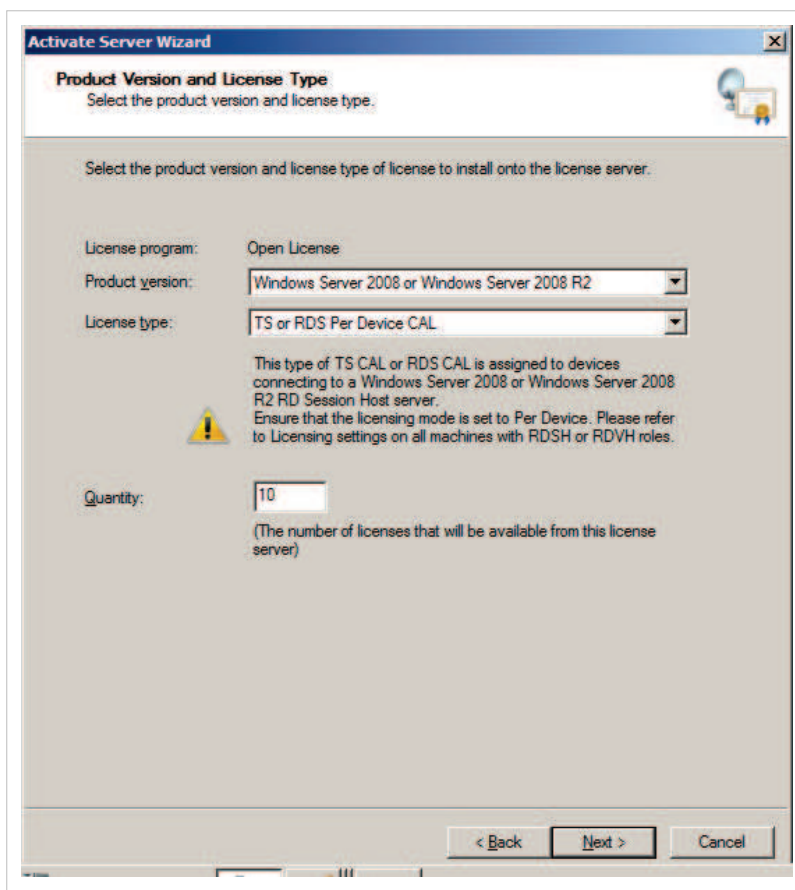 Activate Server Wizard
Product Version and License Type
Select the product version and license type.
Select the product version and license type of license to install onto the license server.
License program: Open License
Product version: Windows Server 2008 or Windows Server 2008 R2
License type: TS or RDS Per Device CAL
This type of TS CAL or RDS CAL is assigned to devices
connecting to a Windows Server 2008 or Windows Server 2008
R2 RD Session Host server.
Ensure that the licensing mode is set to Per Device. Please refer
to Licensing settings on all machines with RDSH or RDVH roles.
Quantity: 10
(The number of licenses that will be available from this license
server)
< Back Next > Cancel